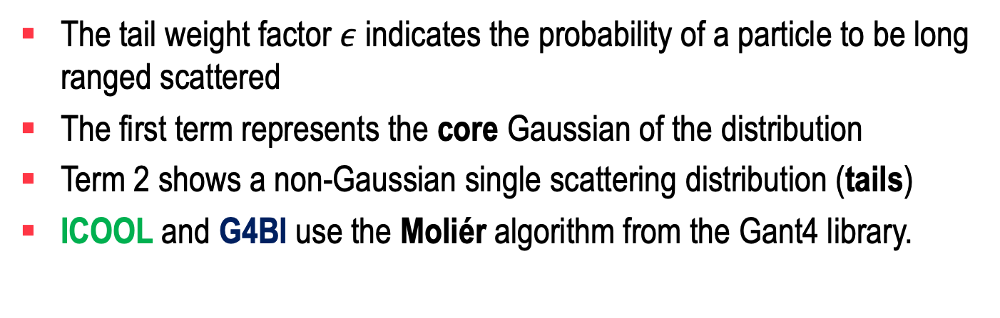 The tail weight factor ϵ indicates the probability of a particle to be long
ranged scattered
The first term represents the core Gaussian of the distribution
Term 2 shows a non-Gaussian single scattering distribution (tails)
ICOOL and G4BI use the Moliér algorithm from the Gant4 library.